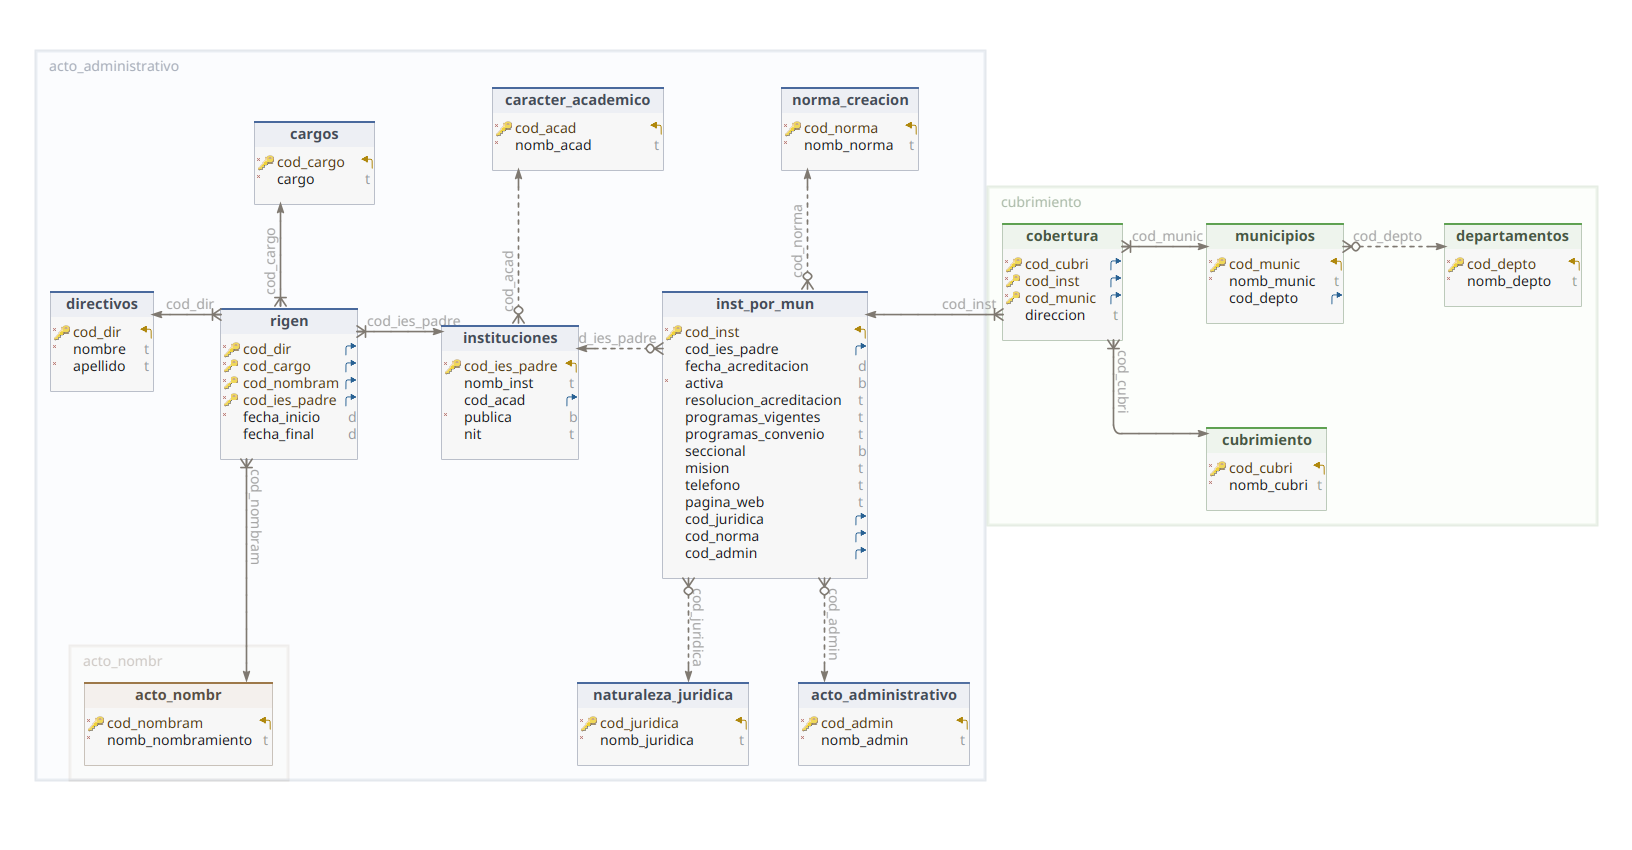 acto_administrativo
caracter_academico
cod_acad
nomb_acad t
norma_creacion
cod_norma
nomb_norma t
cargos
cod_cargo
cargo t
cod_cargo
cod_acad
cod_norma
directivos
cod_dir
nombre t
apellido t
cod_dir
rigen
cod_dir
cod_cargo
cod_nombram
cod_ies_padre
fecha_inicio d
fecha_final d
cod_ies_padre
instituciones
cod_ies_padre
nomb_inst t
cod_acad
publica b
nit t
d_ies_padre
inst_por_mun
cod_inst
cod_ies_padre
fecha_acreditacion d
activa b
resolucion_acreditacion t
programas_vigentes t
programas_convenio t
seccional b
mision t
telefono t
pagina_web t
cod_juridica
cod_norma
cod_admin
cod_inst
cubrimiento
cobertura
cod_cubri
cod_inst
cod_munic
direccion t
cod_munic
municipios
cod_munic
nomb_munic t
cod_depto
cod_depto
departamentos
cod_depto
nomb_depto t
cod_cubri
cubrimiento
cod_cubri
nomb_cubri t
cod_nombram
cod_juridica
cod_admin
acto_nombr
acto_nombr
cod_nombram
nomb_nombramiento t
naturaleza_juridica
cod_juridica
nomb_juridica t
acto_administrativo
cod_admin
nomb_admin t